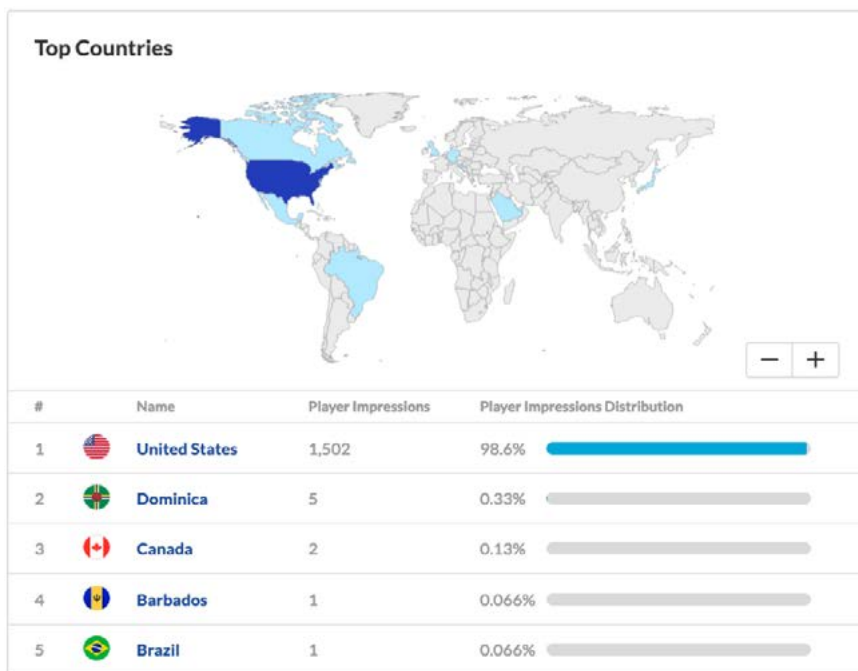 Top Countries
− +
# Name Player Impressions Player Impressions Distribution
1 United States 1,502 98.6%
2 Dominica 5 0.33%
3 Canada 2 0.13%
4 Barbados 1 0.066%
5 Brazil 1 0.066%